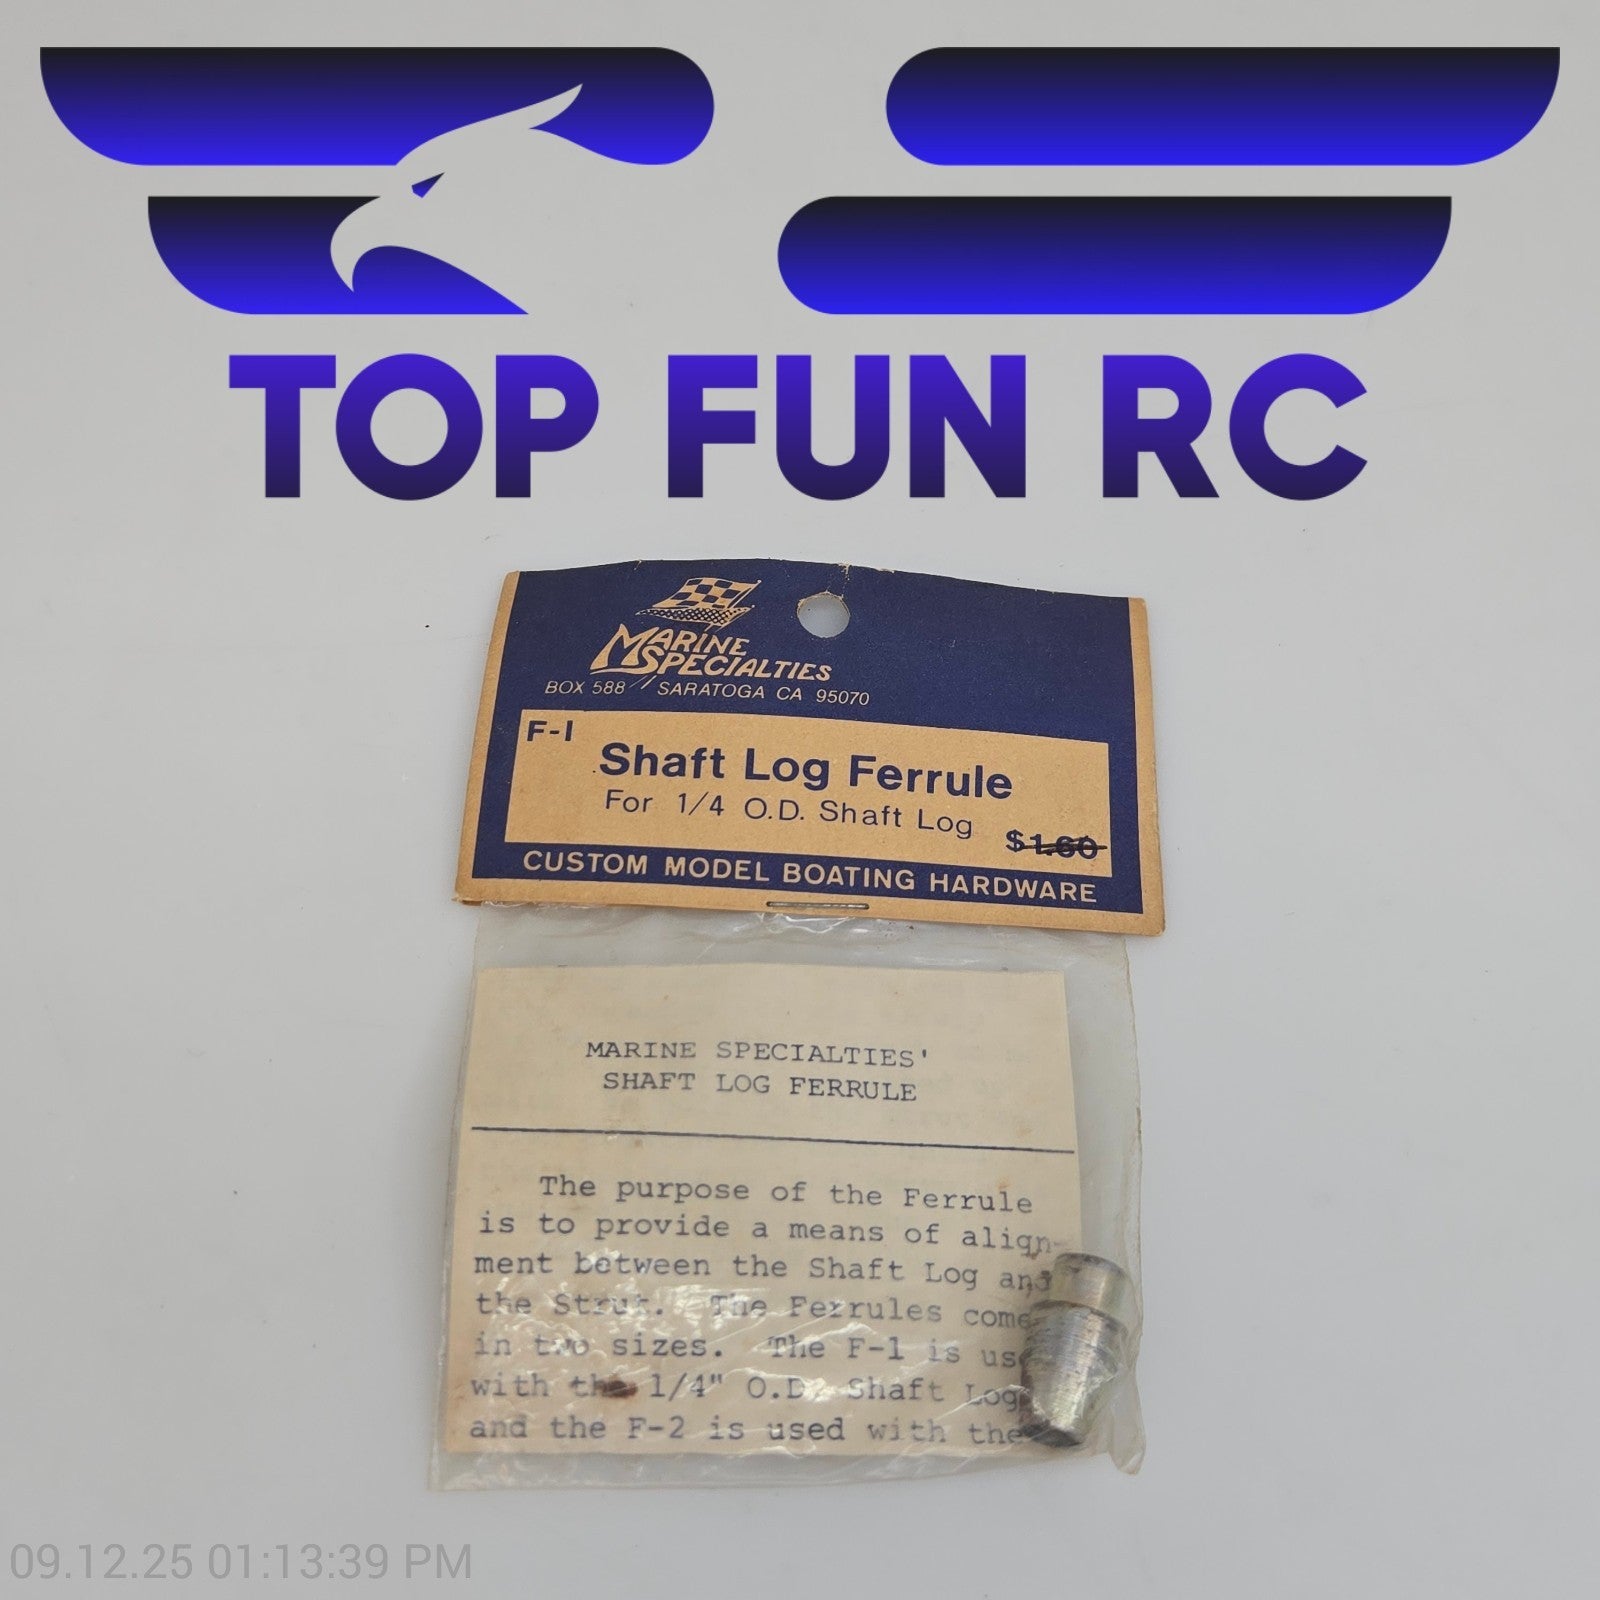 TOP FUN RC
MARINE
SPECIALTIES
BOX 588 // SARATOGA CA 95070
F-1
Shaft Log Ferrule
For 1/4 O.D. Shaft Log
$1.60
CUSTOM MODEL BOATING HARDWARE
MARINE SPECIALTIES'
SHAFT LOG FERRULE
The purpose of the Ferrule
is to provide a means of align-
ment between the Shaft Log and
the Strut. The Ferrules come
in two sizes. The F-1 is
with the 1/4" O.D. Shaft Log
and the F-2 is used with the
09.12.25 01:13:39 PM